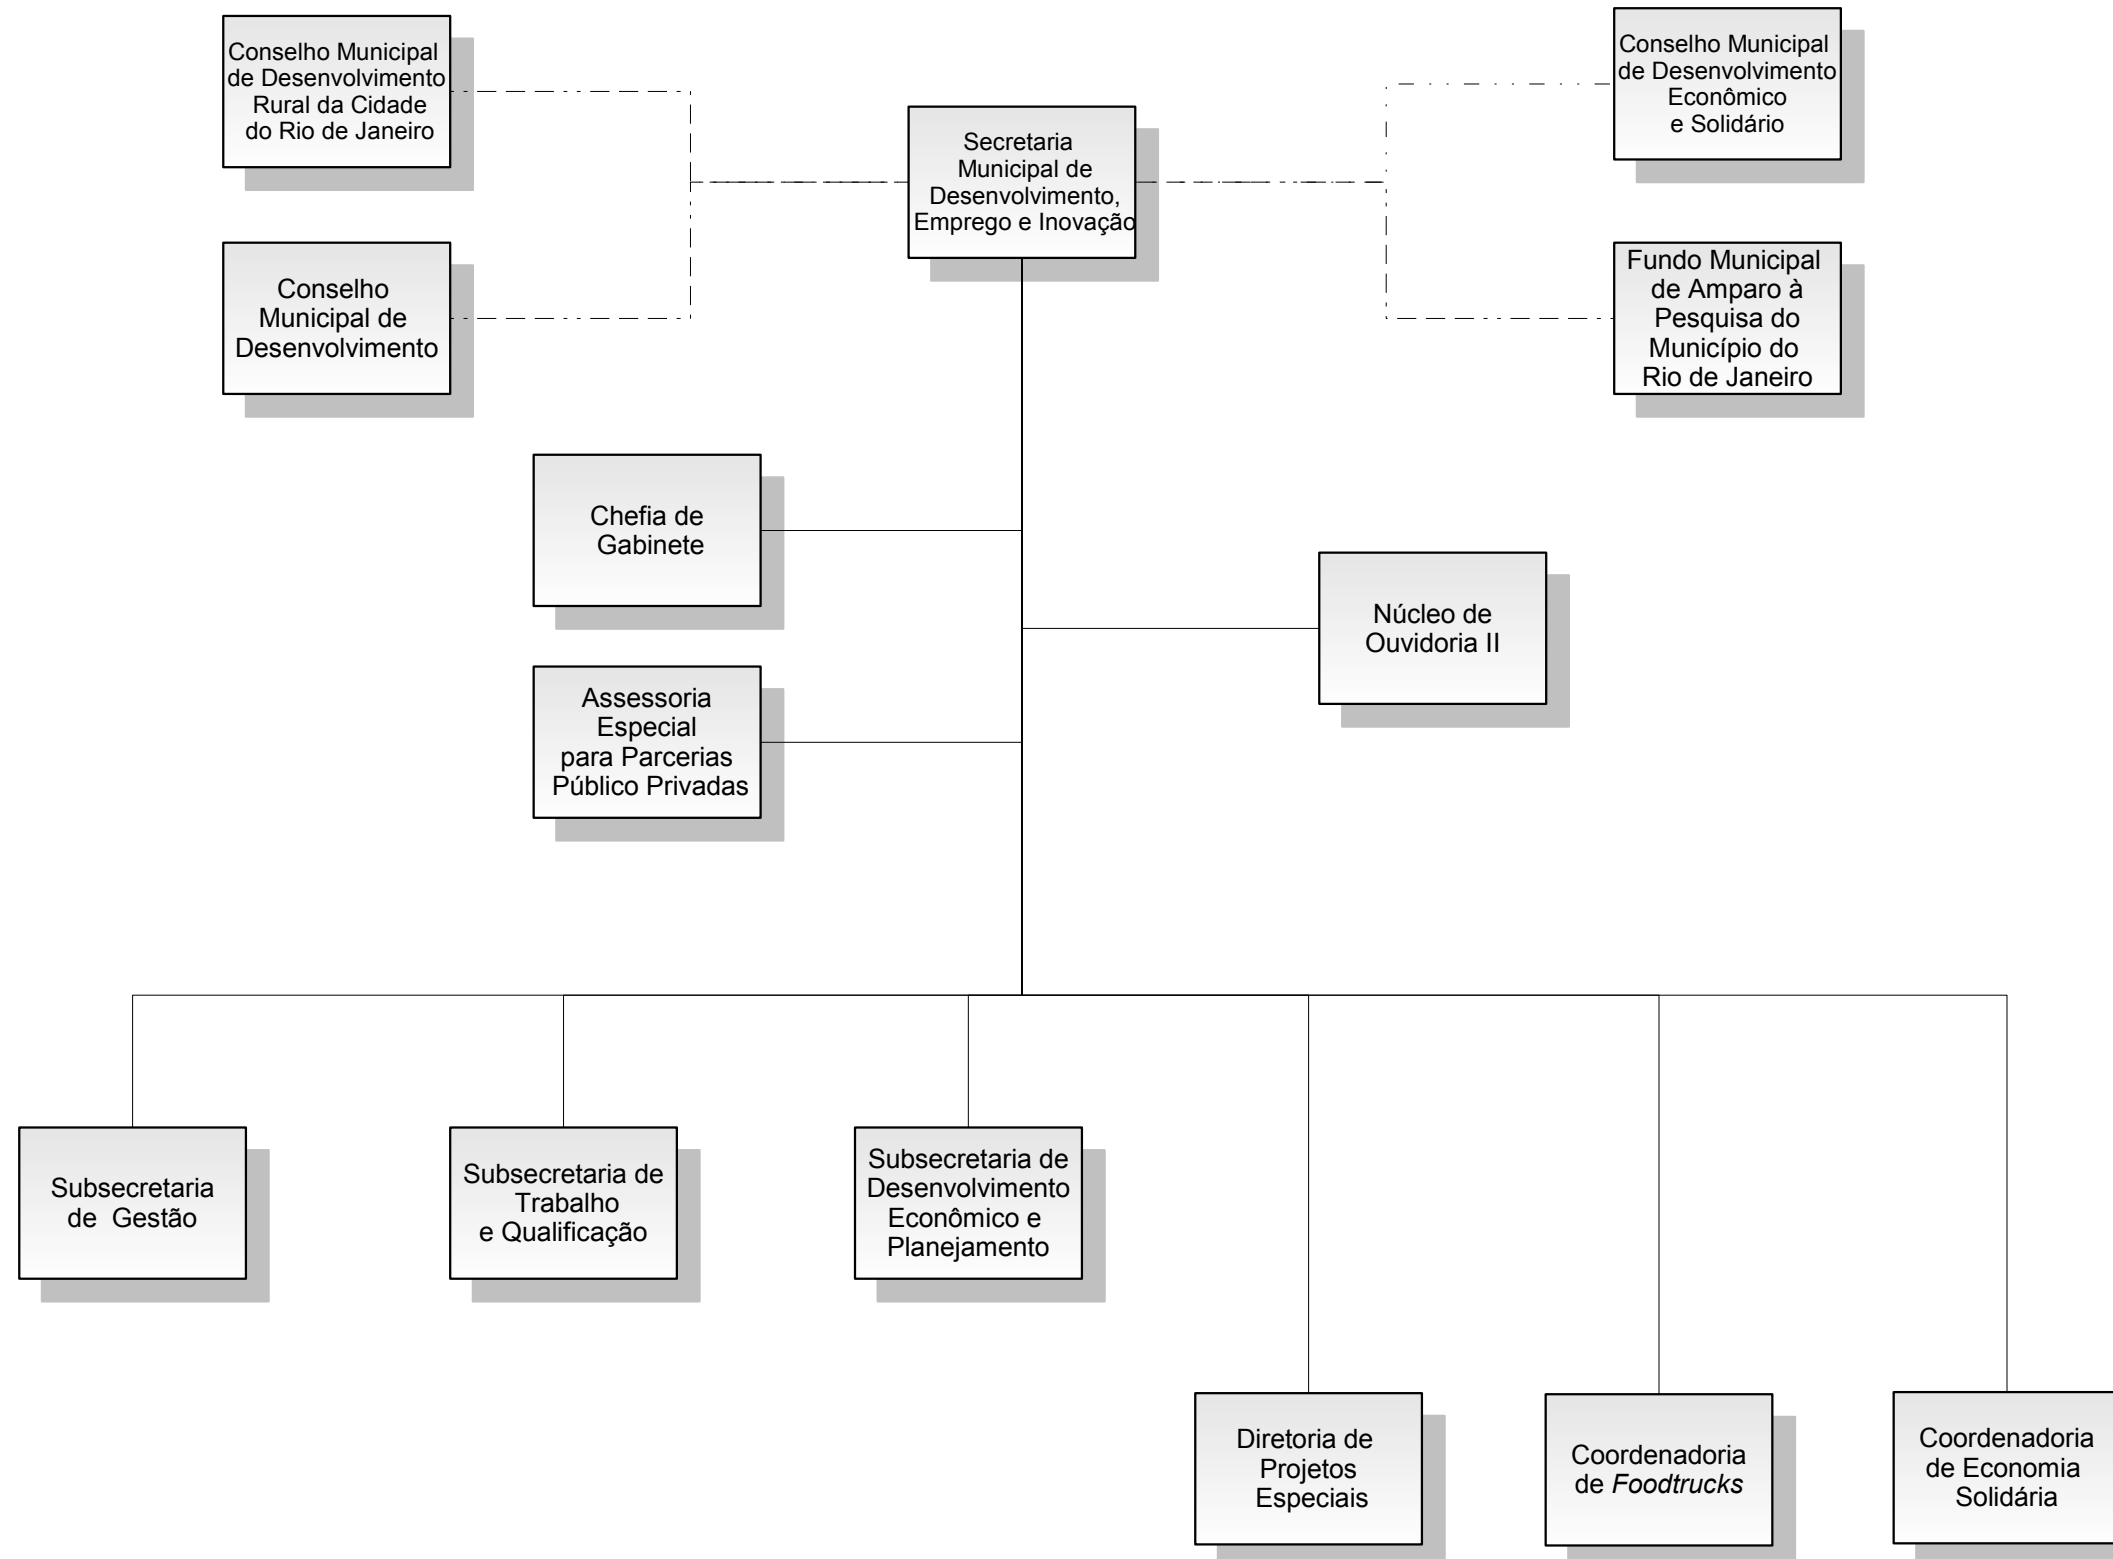 Conselho Municipal
de Desenvolvimento
Rural da Cidade
do Rio de Janeiro
Secretaria
Municipal de
Desenvolvimento,
Emprego e Inovação
Conselho Municipal
de Desenvolvimento
Econômico
e Solidário
Conselho
Municipal de
Desenvolvimento
Fundo Municipal
de Amparo à
Pesquisa do
Município do
Rio de Janeiro
Chefia de
Gabinete
Núcleo de
Ouvidoria II
Assessoria
Especial
para Parcerias
Público Privadas
Subsecretaria
de Gestão
Subsecretaria de
Trabalho
e Qualificação
Subsecretaria de
Desenvolvimento
Econômico e
Planejamento
Diretoria de
Projetos
Especiais
Coordenadoria
de Foodtrucks
Coordenadoria
de Economia
Solidária